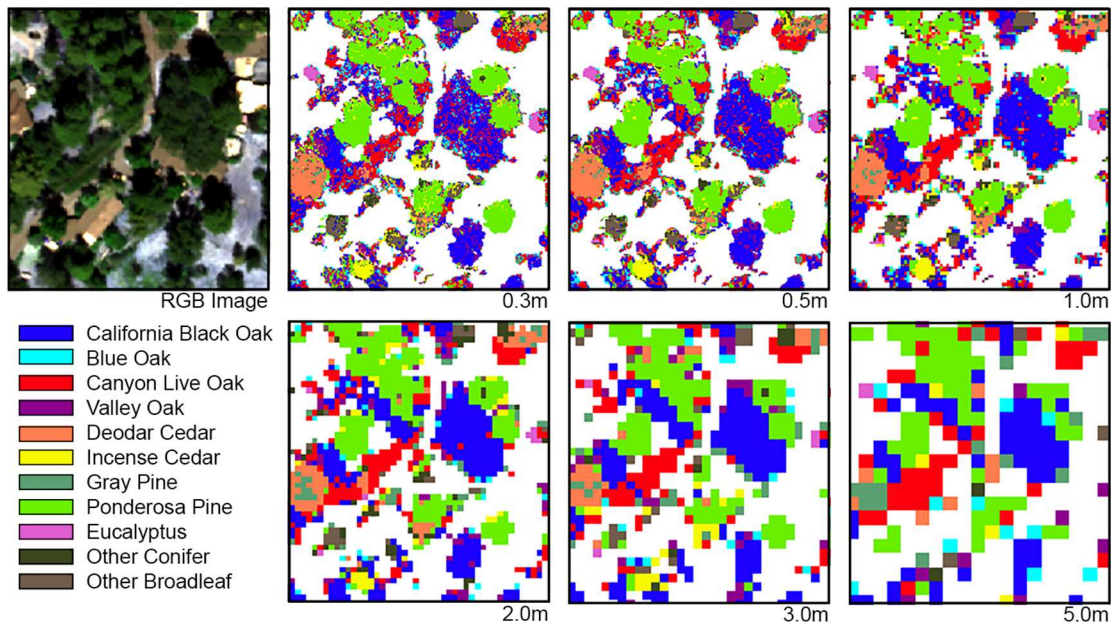 RGB Image
0.3m
0.5m
1.0m
California Black Oak
Blue Oak
Canyon Live Oak
Valley Oak
Deodar Cedar
Incense Cedar
Gray Pine
Ponderosa Pine
Eucalyptus
Other Conifer
Other Broadleaf
2.0m
3.0m
5.0m